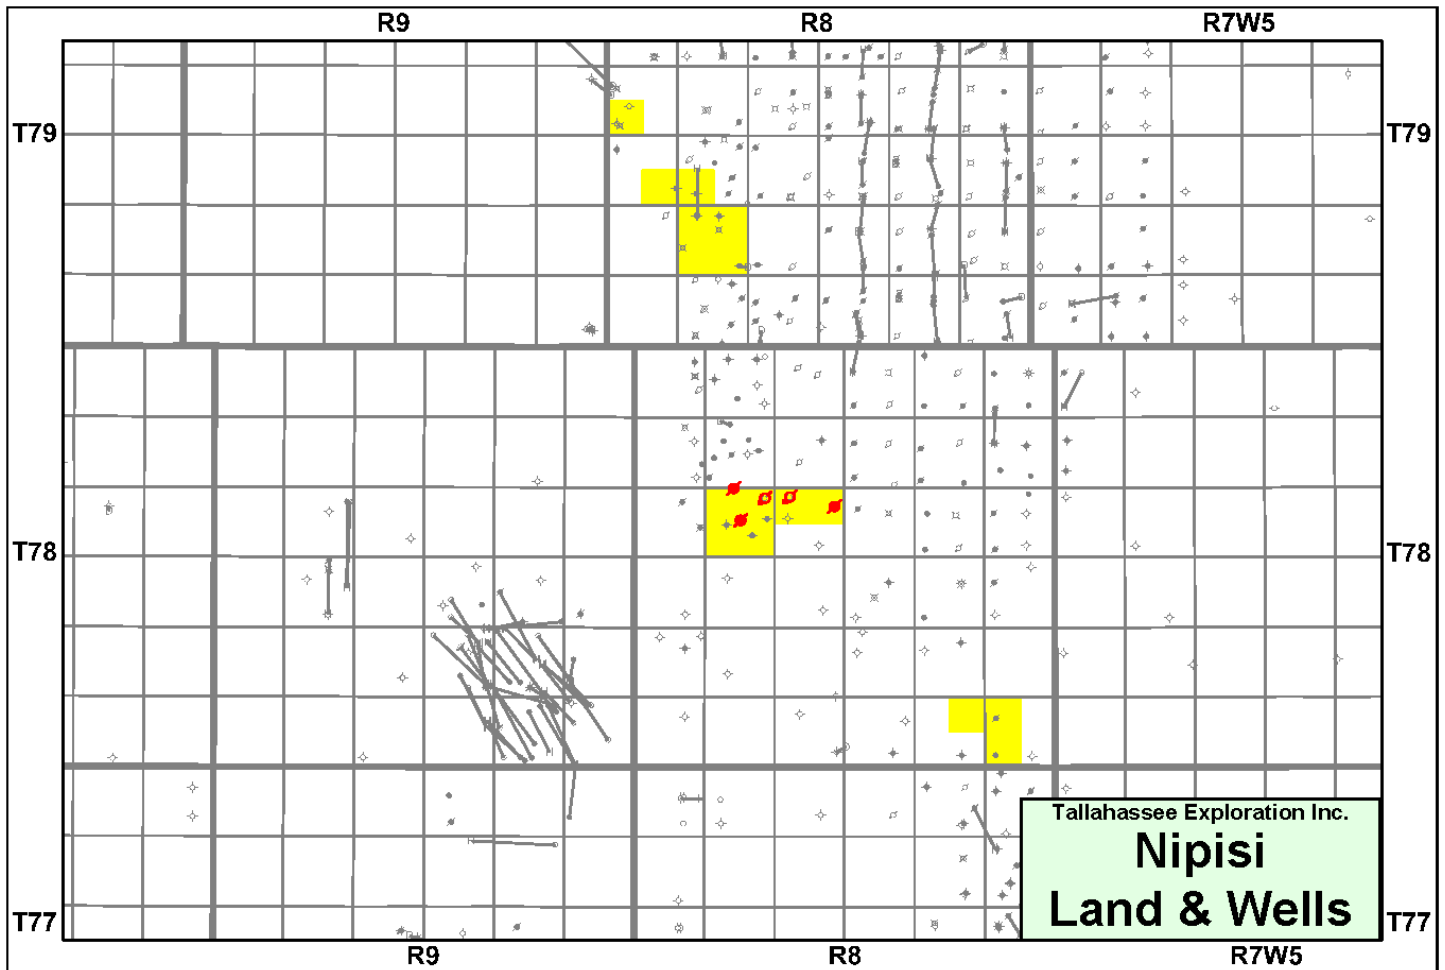 R9 R8 R7W5
T79 T79
T78 T78
Tallahassee Exploration Inc.
Nipisi
Land & Wells
T77 T77
R9 R8 R7W5